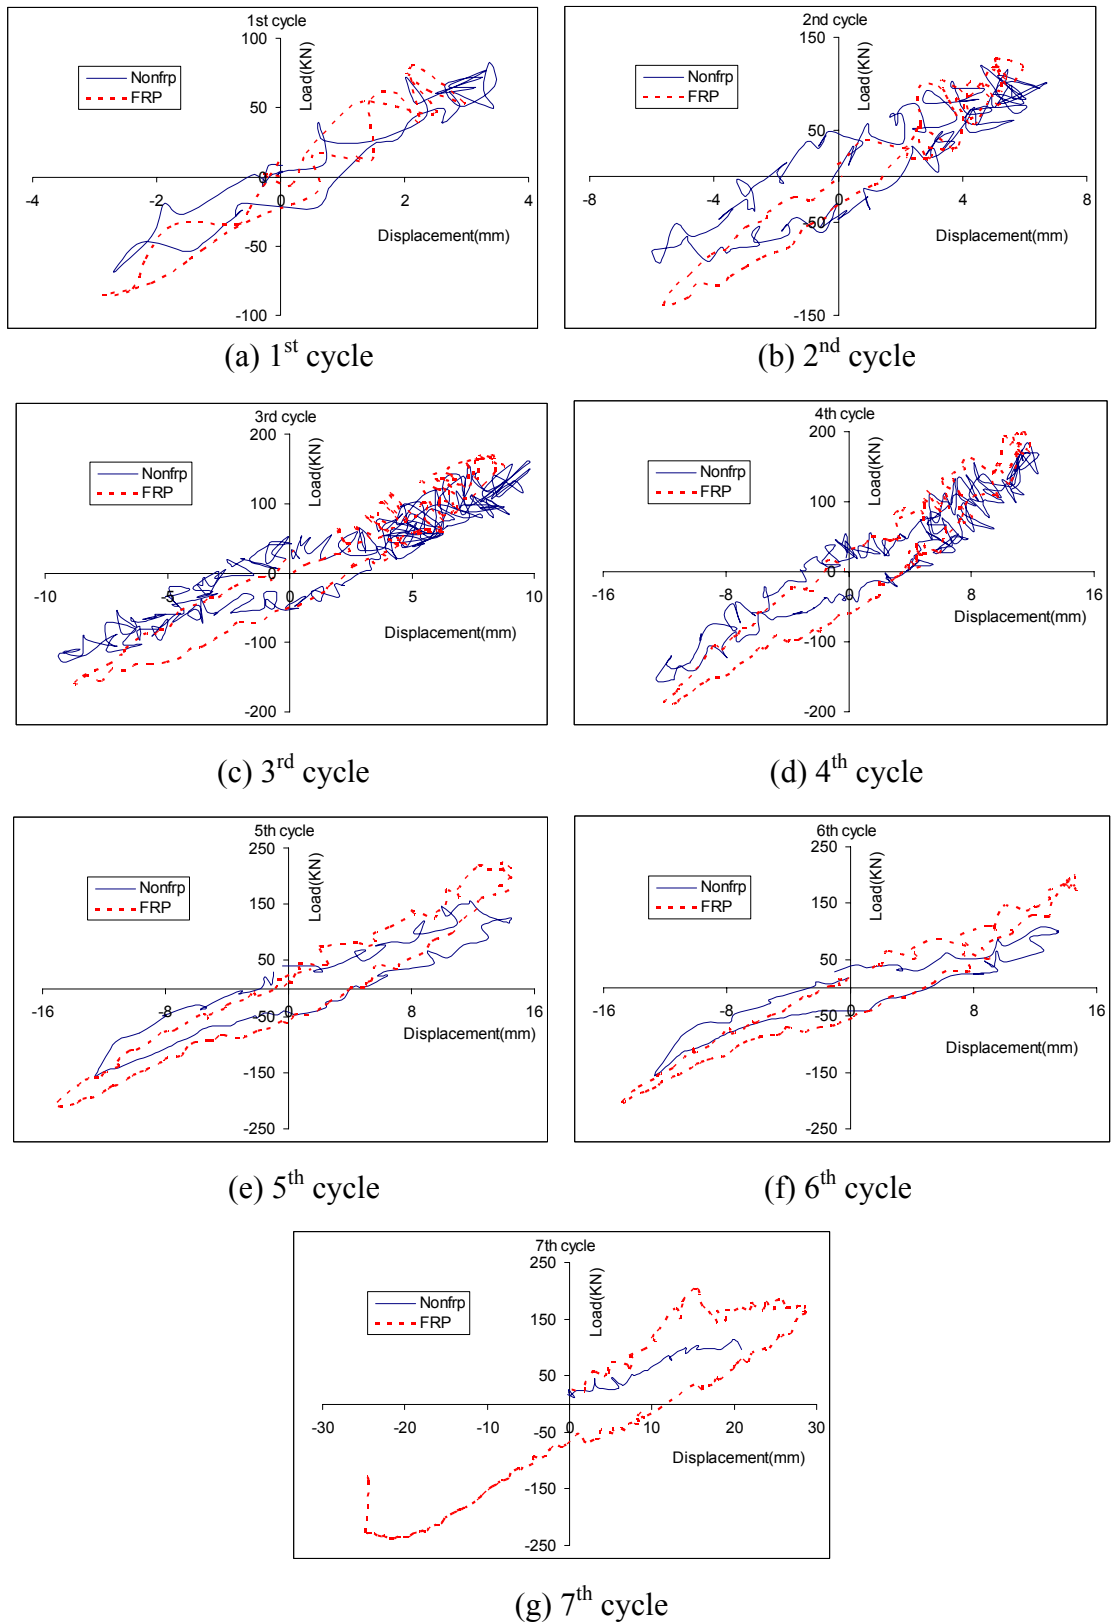 1st cycle
100
Load(KN)
Nonfrp
FRP
50
0
-4
-2
0
2
4
Displacement(mm)
-50
-100
(a) 1st cycle
2nd cycle
150
Load(KN)
Nonfrp
FRP
50
-8
-4
0
4
8
-50
Displacement(mm)
-150
(b) 2nd cycle
3rd cycle
200
Load(KN)
Nonfrp
FRP
100
0
-10
-5
0
5
10
Displacement(mm)
-100
-200
(c) 3rd cycle
4th cycle
200
Load(KN)
Nonfrp
FRP
100
0
-16
-8
0
8
16
Displacement(mm)
-100
-200
(d) 4th cycle
5th cycle
250
Load(KN)
Nonfrp
FRP
150
50
-16
-8
0
8
16
-50
Displacement(mm)
-150
-250
(e) 5th cycle
6th cycle
250
Load(KN)
Nonfrp
FRP
150
50
-16
-8
0
8
16
-50
Displacement(mm)
-150
-250
(f) 6th cycle
7th cycle
250
Load(KN)
Nonfrp
FRP
150
50
-30
-20
-10
0
10
20
30
-50
Displacement(mm)
-150
-250
(g) 7th cycle